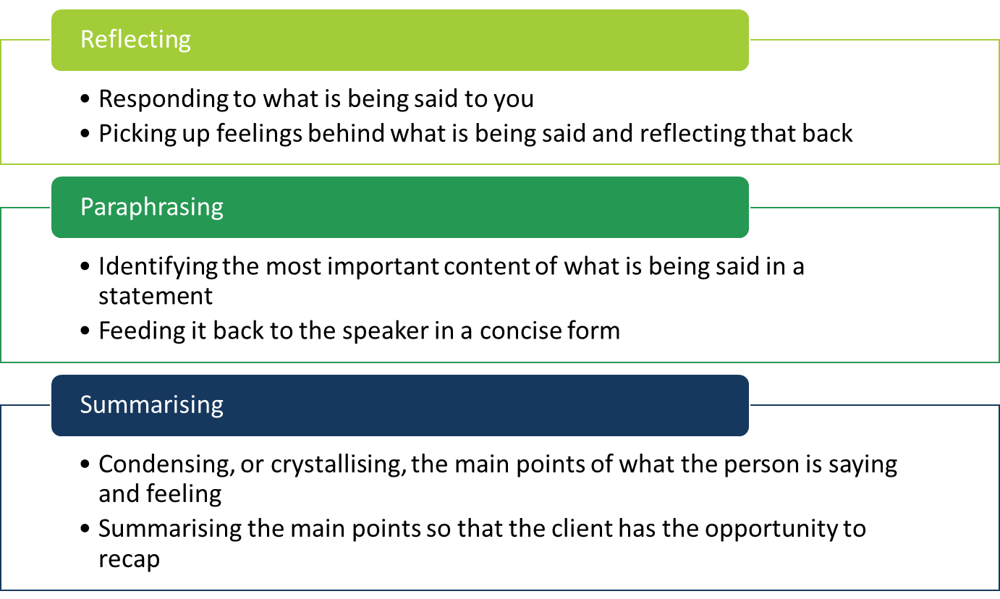 Reflecting
• Responding to what is being said to you
• Picking up feelings behind what is being said and reflecting that back
Paraphrasing
• Identifying the most important content of what is being said in a
statement
• Feeding it back to the speaker in a concise form
Summarising
• Condensing, or crystallising, the main points of what the person is saying
and feeling
• Summarising the main points so that the client has the opportunity to
recap